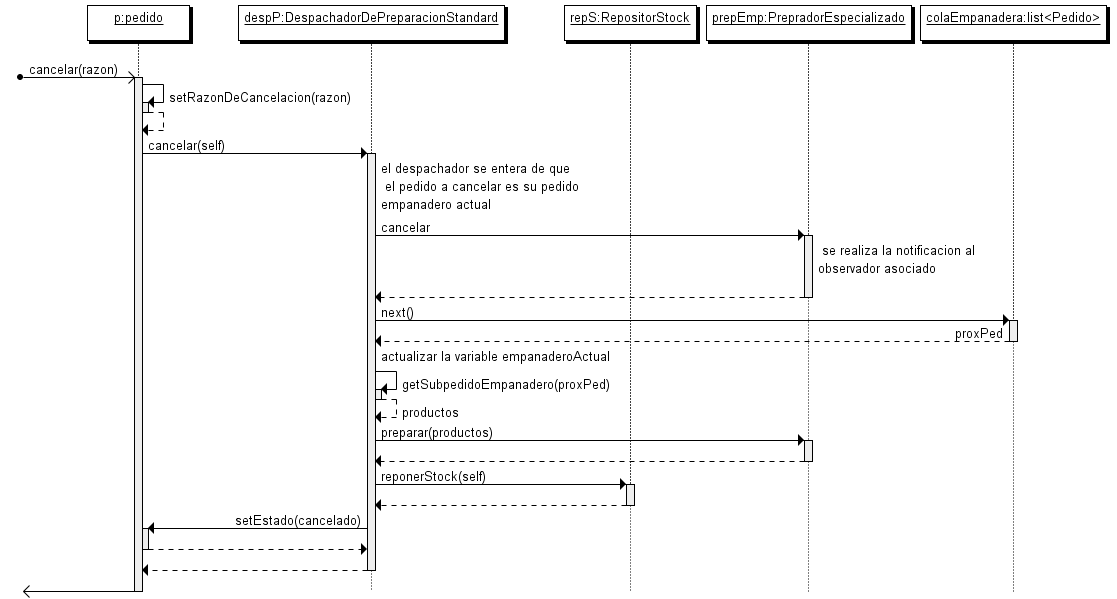 p:pedido
despP:DespachadorDePreparacionStandard
repS:RepositorStock
prepEmp:PrepradorEspecializado
colaEmpanadera:list<Pedido>
cancelar(razon)
setRazonDeCancelacion(razon)
cancelar(self)
el despachador se entera de que
el pedido a cancelar es su pedido
empanadero actual
cancelar
se realiza la notificacion al
observador asociado
next()
proxPed
actualizar la variable empanaderoActual
getSubpedidoEmpanadero(proxPed)
productos
preparar(productos)
reponerStock(self)
setEstado(cancelado)